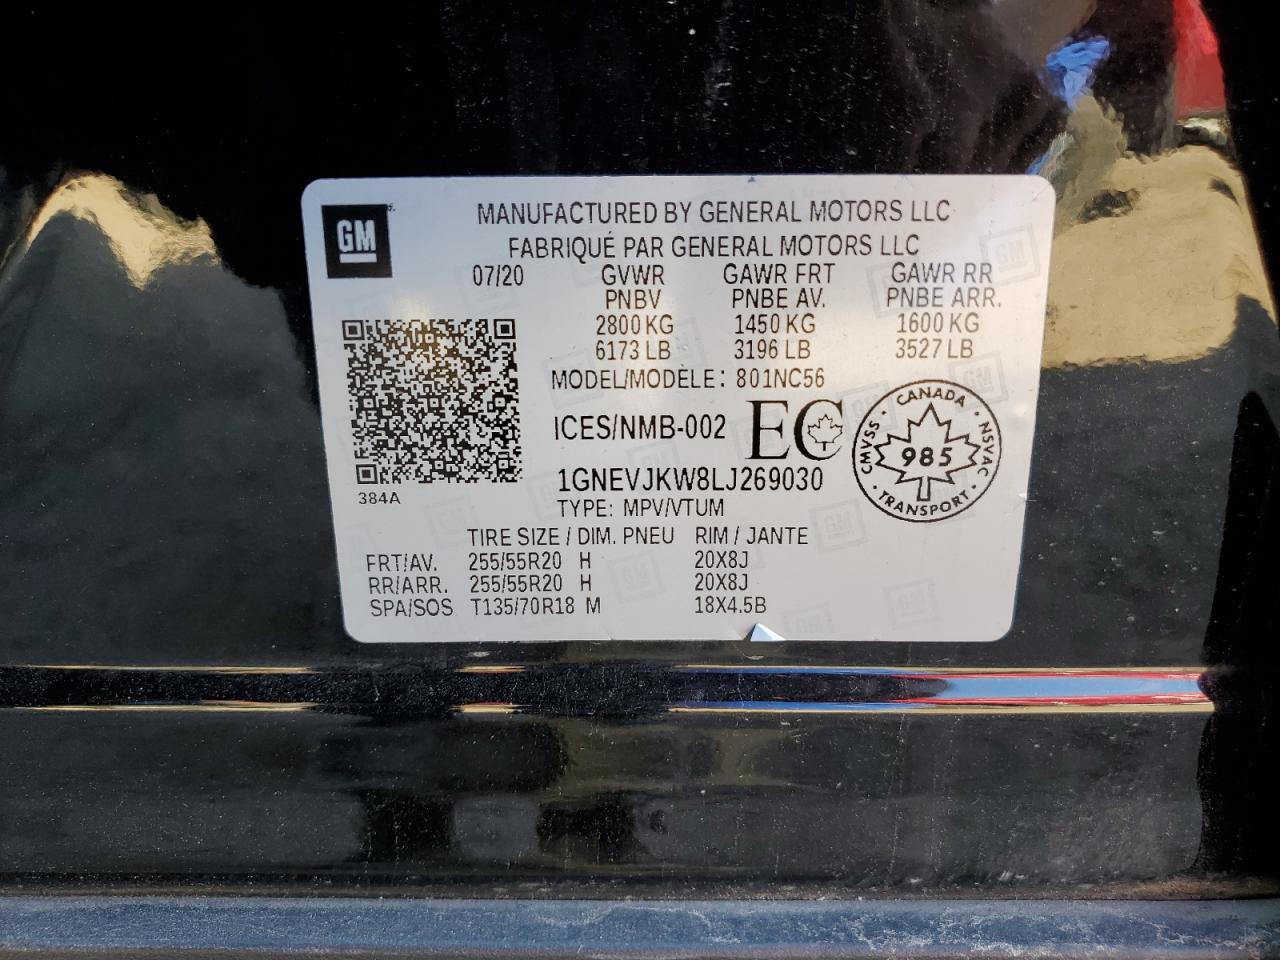 GM
MANUFACTURED BY GENERAL MOTORS LLC
FABRIQUÉ PAR GENERAL MOTORS LLC
07/20 GVWR GAWR FRT GAWR RR
PNBV PNBE AV. PNBE ARR.
2800 KG 1450 KG 1600 KG
6173 LB 3196 LB 3527 LB
MODEL/MODÈLE: 801NC56
ICES/NMB-002 EC
CANADA
CMVSS 985 NSVAC
TRANSPORT
1GNEVJKW8LJ269030
384A
TYPE: MPV/VTUM
TIRE SIZE / DIM. PNEU RIM / JANTE
FRT/AV. 255/55R20 H 20X8J
RR/ARR. 255/55R20 H 20X8J
SPA/SOS T135/70R18 M 18X4.5B